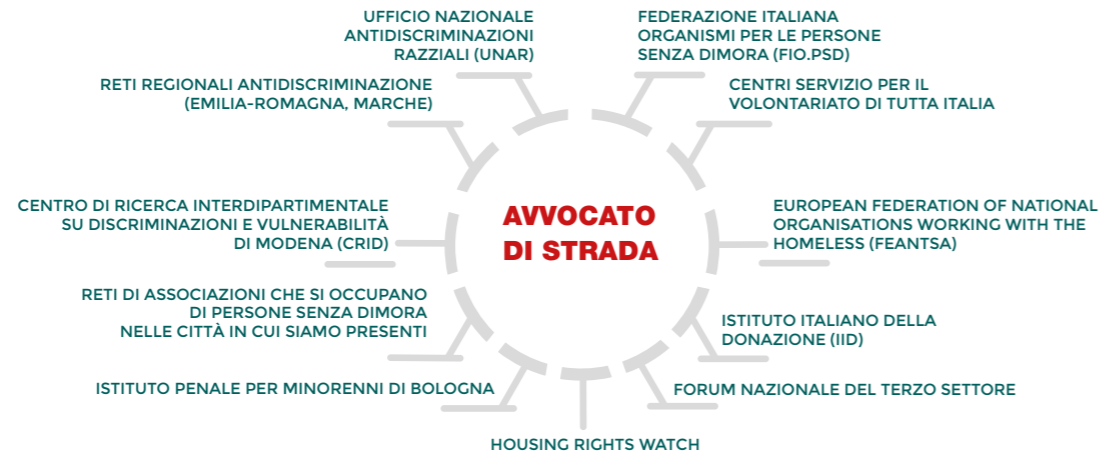 UFFICIO NAZIONALE
ANTIDISCRIMINAZIONI
RAZZIALI (UNAR)
FEDERAZIONE ITALIANA
ORGANISMI PER LE PERSONE
SENZA DIMORA (FIO.PSD)
RETI REGIONALI ANTIDISCRIMINAZIONE
(EMILIA-ROMAGNA, MARCHE)
CENTRI SERVIZIO PER IL
VOLONTARIATO DI TUTTA ITALIA
CENTRO DI RICERCA INTERDIPARTIMENTALE
SU DISCRIMINAZIONI E VULNERABILITÀ
DI MODENA (CRID)
AVVOCATO
DI STRADA
EUROPEAN FEDERATION OF NATIONAL
ORGANISATIONS WORKING WITH THE
HOMELESS (FEANTSA)
RETI DI ASSOCIAZIONI CHE SI OCCUPANO
DI PERSONE SENZA DIMORA
NELLE CITTÀ IN CUI SIAMO PRESENTI
ISTITUTO ITALIANO DELLA
DONAZIONE (IID)
ISTITUTO PENALE PER MINORENNI DI BOLOGNA
FORUM NAZIONALE DEL TERZO SETTORE
HOUSING RIGHTS WATCH